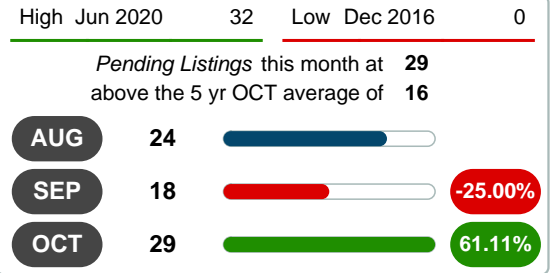 High Jun 2020 32 Low Dec 2016 0
Pending Listings this month at 29
above the 5 yr OCT average of 16
AUG 24
SEP 18 -25.00%
OCT 29 61.11%